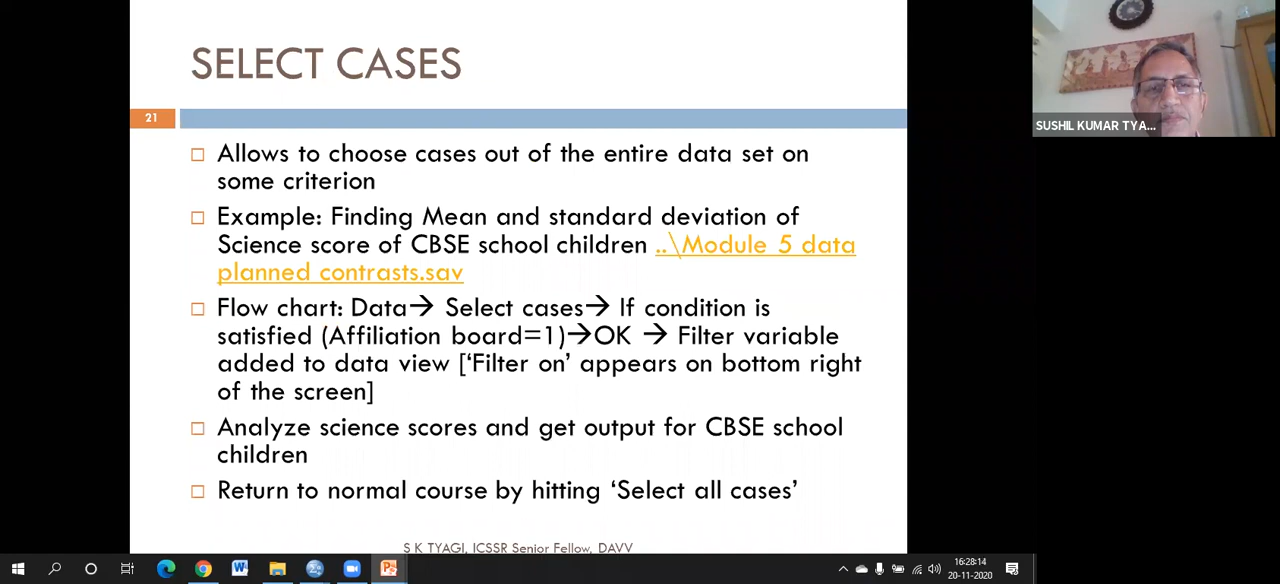 SELECT CASES
21
SUSHIL KUMAR TYA...
□ Allows to choose cases out of the entire data set on
some criterion
□ Example: Finding Mean and standard deviation of
Science score of CBSE school children ..\Module 5 data
planned contrasts.sav
□ Flow chart: Data→ Select cases→ If condition is
satisfied (Affiliation board=1)→OK → Filter variable
added to data view [‘Filter on’ appears on bottom right
of the screen]
□ Analyze science scores and get output for CBSE school
children
□ Return to normal course by hitting ‘Select all cases’
S K TYAGI, ICSSR Senior Fellow, DAVV
16:28:14
20-11-2020